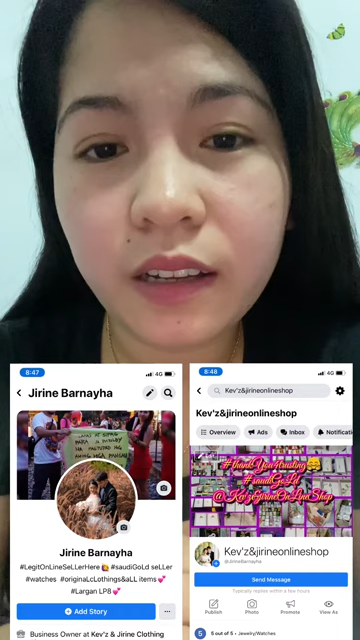 8:47
4G
Jirine Barnayha
Jirine Barnayha
#LegitOnLineSeLLerHere 🙋 #saudiGoLd seLLer
#watches #originaLcLothings&aLL items💕
#Largan LP8💕
Add Story
Business Owner at Kev'z & Jirine Clothing
8:48
4G
Kev'z&jirineonlineshop
Kev'z&jirineonlineshop
Overview
Ads
Inbox
Notificati
#thankYou4trusting
#saudiGoLd
@Kev'z&JirineOnLineShop
Kev'z&jirineonlineshop
@JirineBarnayha
Send Message
Typically replies within a few hours
Publish
Photo
Promote
View As
5
5 out of 5 • Jewelry/Watches